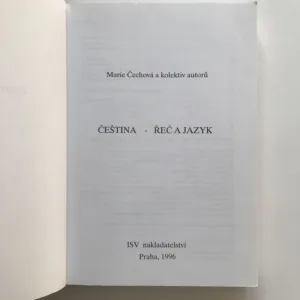 Marie Čechová a kolektiv autorů
ČEŠTINA - ŘEČ A JAZYK
ISV nakladatelství
Praha, 1996